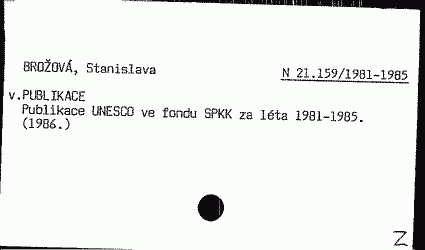 BROŽOVÁ, Stanislava
N 21.159/1981-1985
v.PUBLIKACE
Publikace UNESCO ve fondu SPKK za léta 1981-1985.
(1986.)
Z